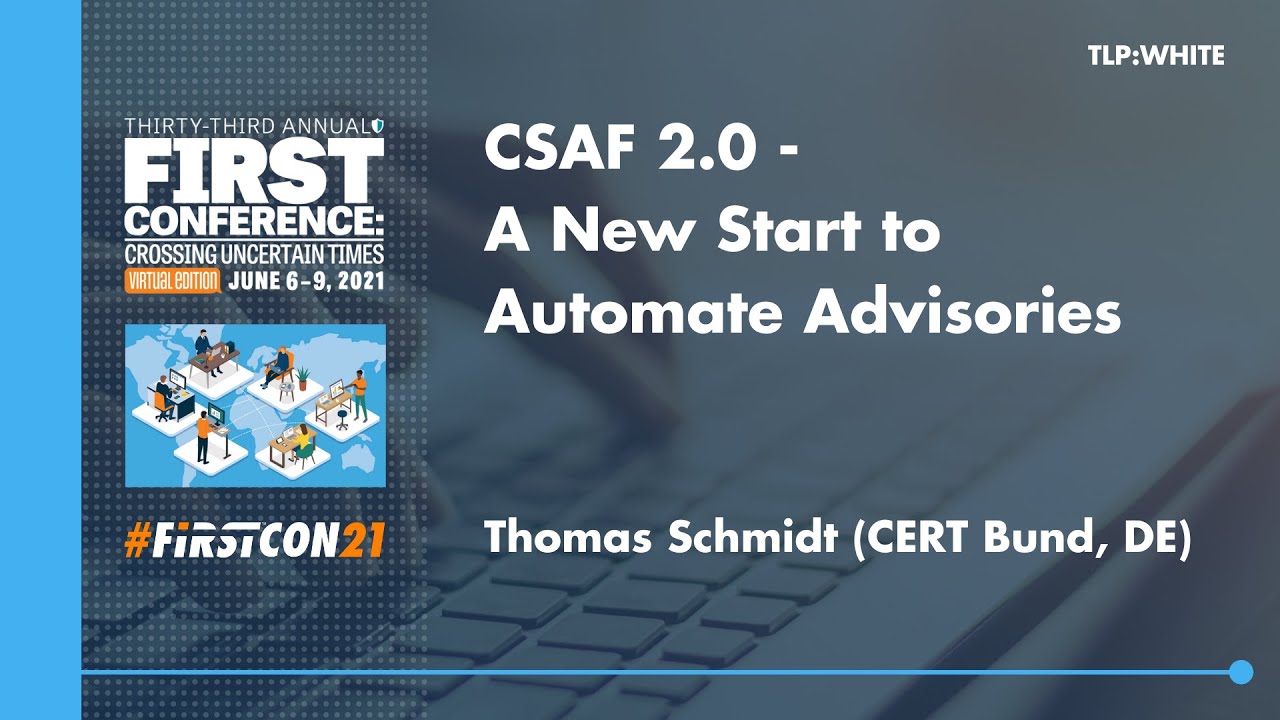 TLP:WHITE
THIRTY-THIRD ANNUAL
FIRST
CONFERENCE:
CROSSING UNCERTAIN TIMES
VIRTUAL EDITION JUNE 6-9, 2021
#FIRSTCON21
CSAF 2.0 -
A New Start to
Automate Advisories
Thomas Schmidt (CERT Bund, DE)